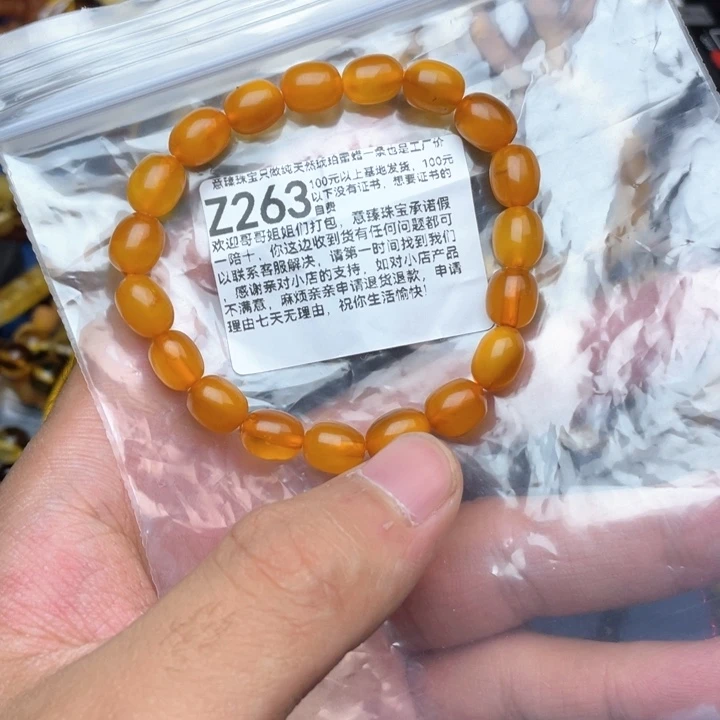 意臻珠宝只做纯天然琥珀蜜蜡一条也是工厂价
Z263
100元以上基地发货，100元
以下没有证书，想要证书的
自费
欢迎哥哥姐姐们打包，意臻珠宝承诺假
一陪十，你这边收到货有任何问题都可
以联系客服解决，请第一时间找到我们
，感谢亲对小店的支持，如对小店产品
不满意，麻烦亲亲申请退货退款，申请
理由七天无理由，祝你生活愉快！